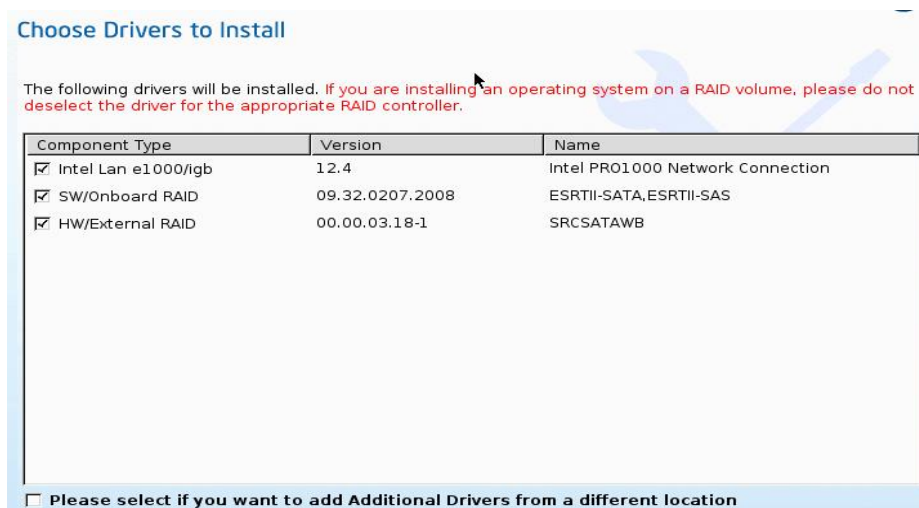 Choose Drivers to Install
The following drivers will be installed. If you are installing an operating system on a RAID volume, please do not
deselect the driver for the appropriate RAID controller.
Component Type Version Name
Intel Lan e1000/igb 12.4 Intel PRO1000 Network Connection
SW/Onboard RAID 09.32.0207.2008 ESRTII-SATA,ESRTII-SAS
HW/External RAID 00.00.03.18-1 SRCSATAWB
Please select if you want to add Additional Drivers from a different location